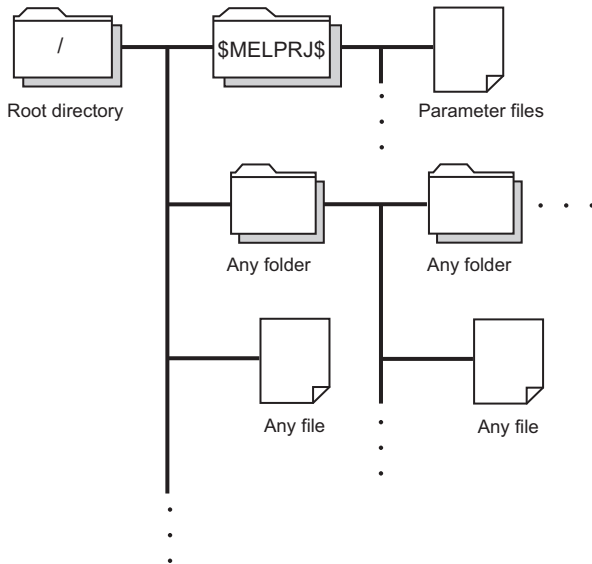 /
$MELPRJ$
Root directory
Parameter files
Any folder
Any folder
Any file
Any file